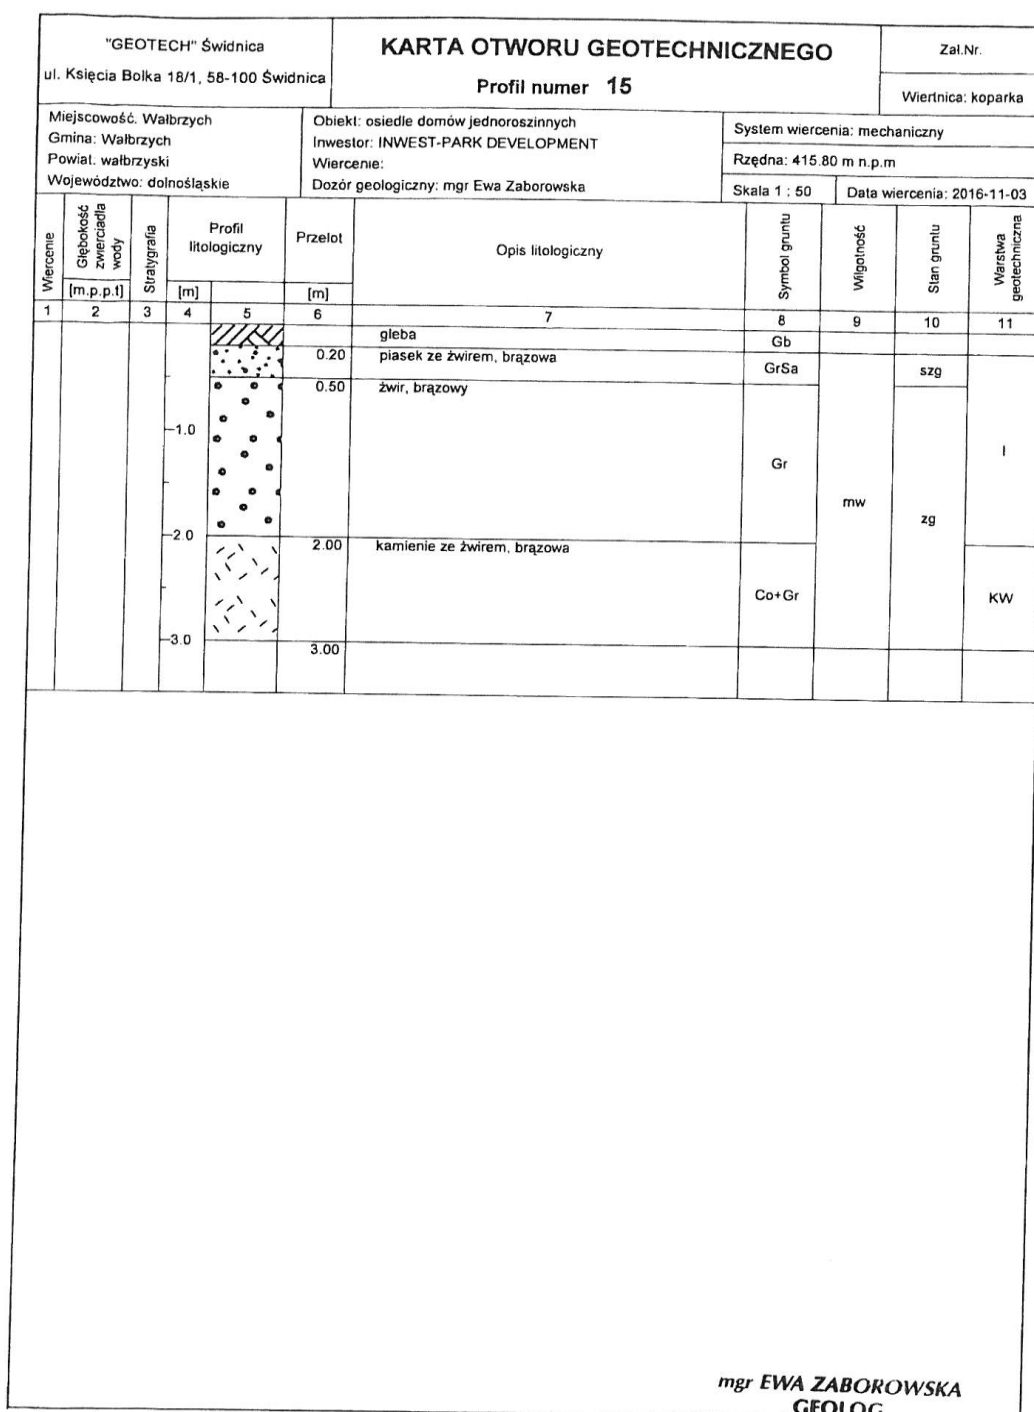 "GEOTECH" Świdnica
ul. Księcia Bolka 18/1, 58-100 Świdnica
KARTA OTWORU GEOTECHNICZNEGO
Profil numer 15
Zał.Nr.
Wiertnica: koparka
Miejscowość. Wałbrzych
Gmina: Wałbrzych
Powiat. wałbrzyski
Województwo: dolnośląskie
Obiekt: osiedle domów jednoroszinnych
Inwestor: INWEST-PARK DEVELOPMENT
Wiercenie:
Dozór geologiczny: mgr Ewa Zaborowska
System wiercenia: mechaniczny
Rzędna: 415.80 m n.p.m
Skala 1 : 50
Data wiercenia: 2016-11-03
Wiercenie
Głębokość zwierciadła wody
[m.p.p.t]
Stratygrafia
Profil litologiczny
[m]
Przelot
[m]
Opis litologiczny
Symbol gruntu
Wilgotność
Stan gruntu
Warstwa geotechniczna
1 2 3 4 5 6 7 8 9 10 11
gleba Gb
0.20 piasek ze żwirem, brązowa GrSa szg
0.50 żwir, brązowy
-1.0
Gr I
mw zg
-2.0
2.00 kamienie ze żwirem, brązowa
Co+Gr KW
-3.0
3.00
mgr EWA ZABOROWSKA
GEOLOG